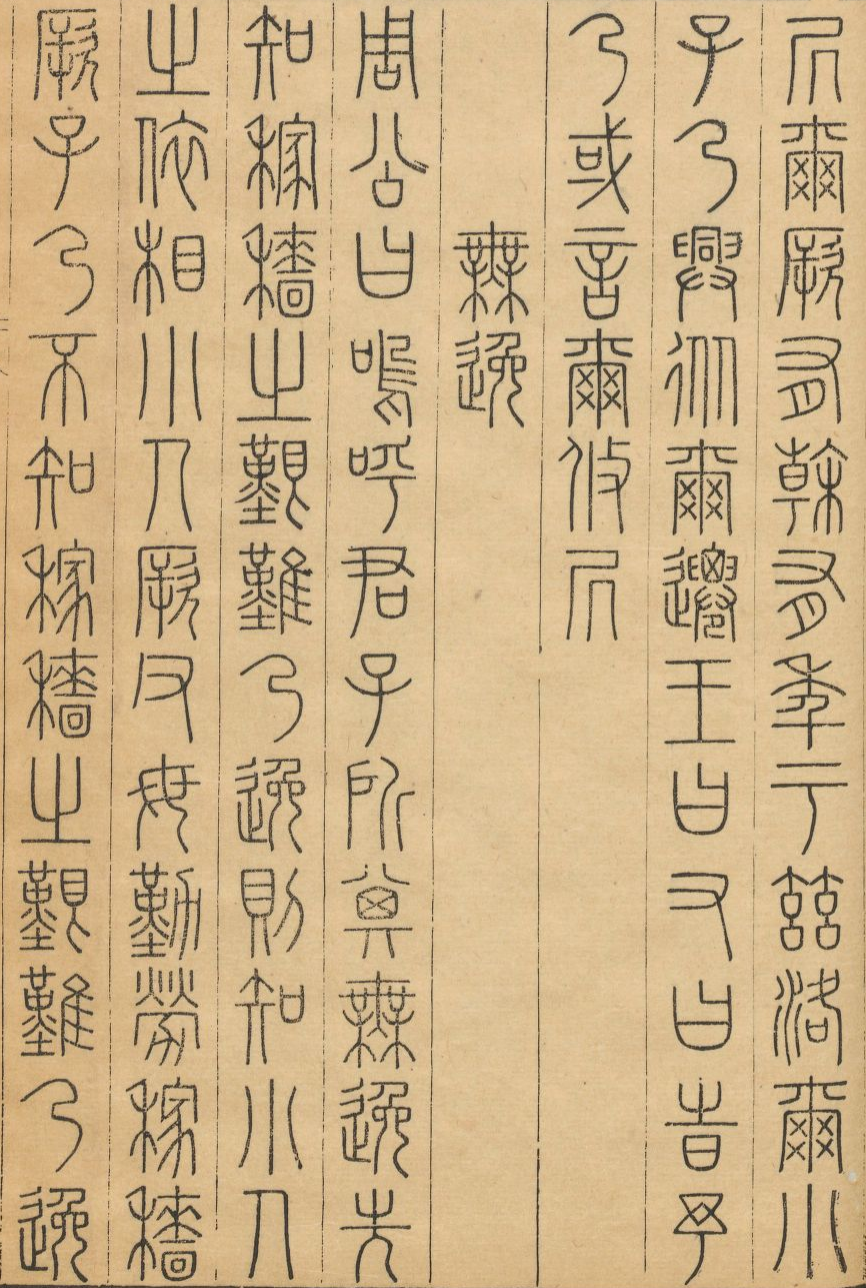 凥爾厥有幹有年于茲洛爾小
子乃興從爾遷王曰又曰旹予
乃或言爾攸凥
無逸
周公曰嗚呼君子所其無逸先
知稼穡之艱難乃逸則知小人
之依相小人厥父母勤勞稼穡
厥子乃不知稼穡之艱難乃逸